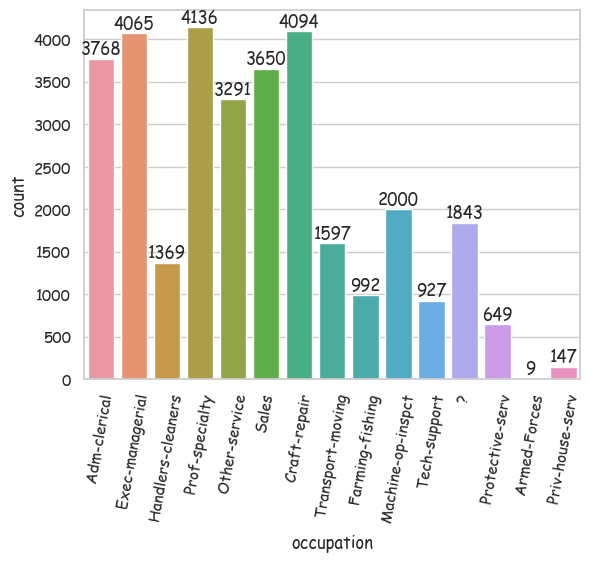 4136
4094
4065
3768
3650
3291
2000
1843
1597
1369
992
927
649
147
9
4000
3500
3000
2500
2000
1500
1000
500
0
count
Adm-clerical
Exec-managerial
Handlers-cleaners
Prof-specialty
Other-service
Sales
Craft-repair
Transport-moving
Farming-fishing
Machine-op-inspct
Tech-support
?
Protective-serv
Armed-Forces
Priv-house-serv
occupation